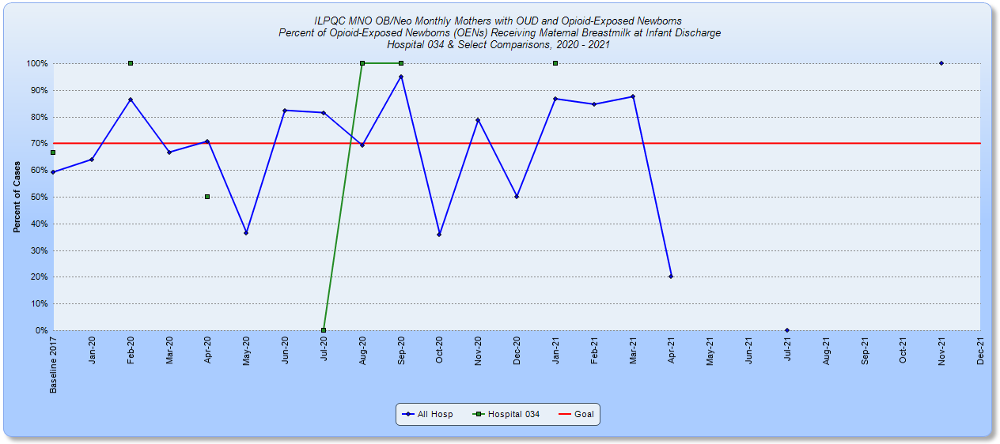 ILPQC MNO OB/Neo Monthly Mothers with OUD and Opioid-Exposed Newborns
Percent of Opioid-Exposed Newborns (OENs) Receiving Maternal Breastmilk at Infant Discharge
Hospital 034 & Select Comparisons, 2020 - 2021
Percent of Cases
100%
90%
80%
70%
60%
50%
40%
30%
20%
10%
0%
Baseline 2017
Jan-20
Feb-20
Mar-20
Apr-20
May-20
Jun-20
Jul-20
Aug-20
Sep-20
Oct-20
Nov-20
Dec-20
Jan-21
Feb-21
Mar-21
Apr-21
May-21
Jun-21
Jul-21
Aug-21
Sep-21
Oct-21
Nov-21
Dec-21
All Hosp Hospital 034 Goal